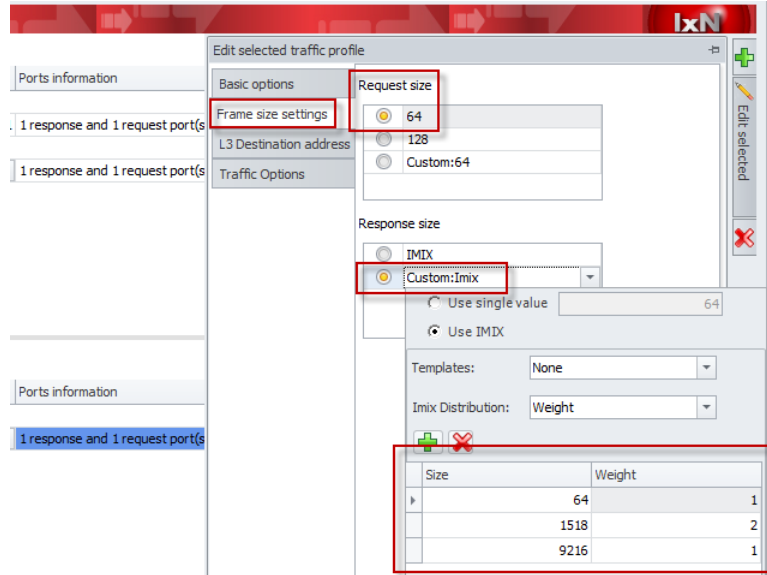 IxN
Edit selected traffic profile
Ports information
Basic options
Request size
Frame size settings
64
1 response and 1 request port(s
128
L3 Destination address
Custom:64
1 response and 1 request port(s
Traffic Options
Edit selected
Response size
IMIX
Custom:Imix
Use single value
64
Use IMIX
Templates:
None
Ports information
Imix Distribution:
Weight
1 response and 1 request port(s
Size
Weight
64
1
1518
2
9216
1